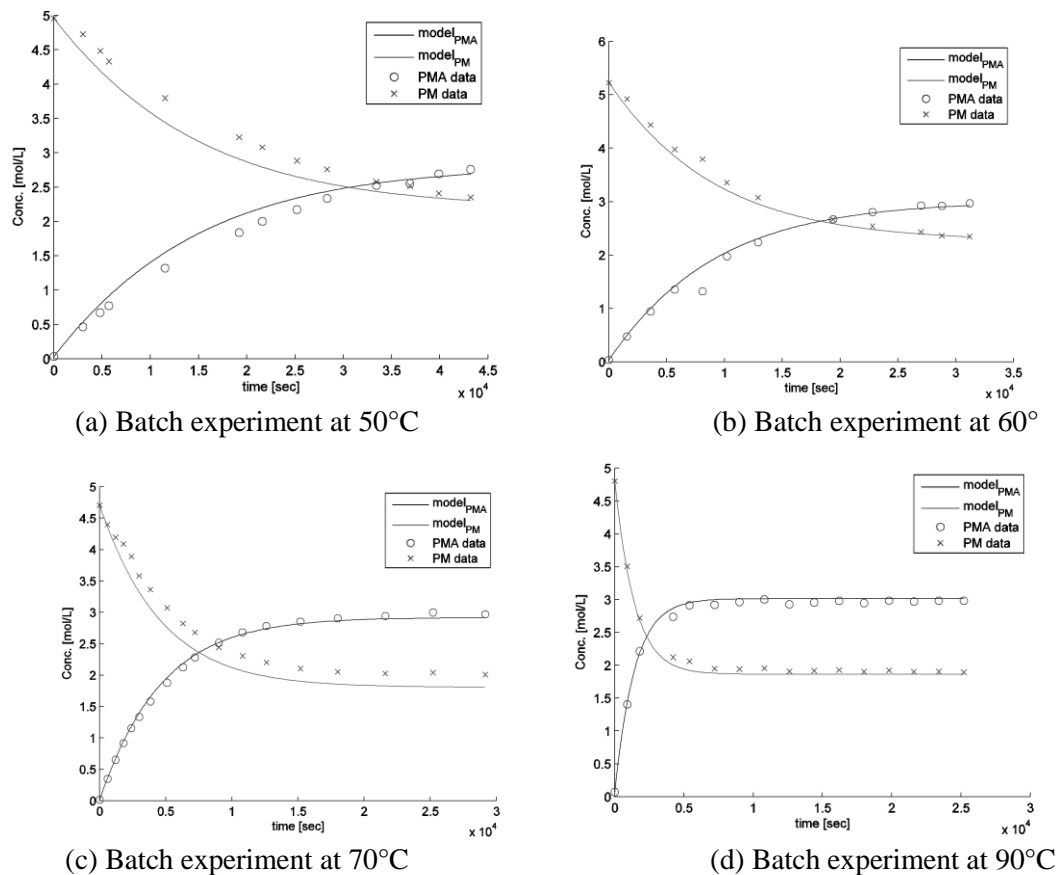 5
4.5
4
3.5
3
2.5
2
1.5
1
0.5
0
Conc. [mol/L]
model_PMA
model_PM
PMA data
PM data
0 0.5 1 1.5 2 2.5 3 3.5 4 4.5
time [sec]
x 10^4
(a) Batch experiment at 50°C
6
5
4
3
2
1
0
Conc. [mol/L]
model_PMA
model_PM
PMA data
PM data
0 0.5 1 1.5 2 2.5 3 3.5
time [sec]
x 10^4
(b) Batch experiment at 60°
5
4.5
4
3.5
3
2.5
2
1.5
1
0.5
0
Conc. [mol/L]
model_PMA
model_PM
PMA data
PM data
0 0.5 1 1.5 2 2.5 3
time [sec]
x 10^4
(c) Batch experiment at 70°C
5
4.5
4
3.5
3
2.5
2
1.5
1
0.5
0
Conc. [mol/L]
model_PMA
model_PM
PMA data
PM data
0 0.5 1 1.5 2 2.5 3
time [sec]
x 10^4
(d) Batch experiment at 90°C